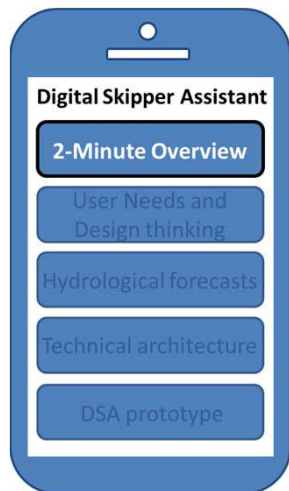 Digital Skipper Assistant
2-Minute Overview
User Needs and
Design thinking
Hydrological forecasts
Technical architecture
DSA prototype